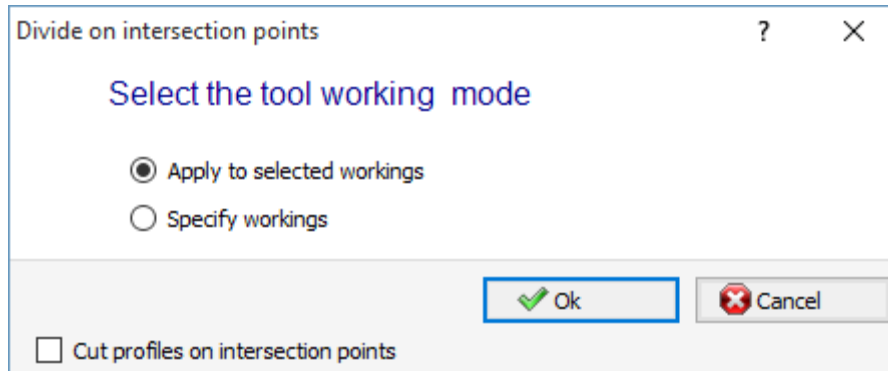 Divide on intersection points ?
Select the tool working mode
Apply to selected workings
Specify workings
Ok Cancel
Cut profiles on intersection points